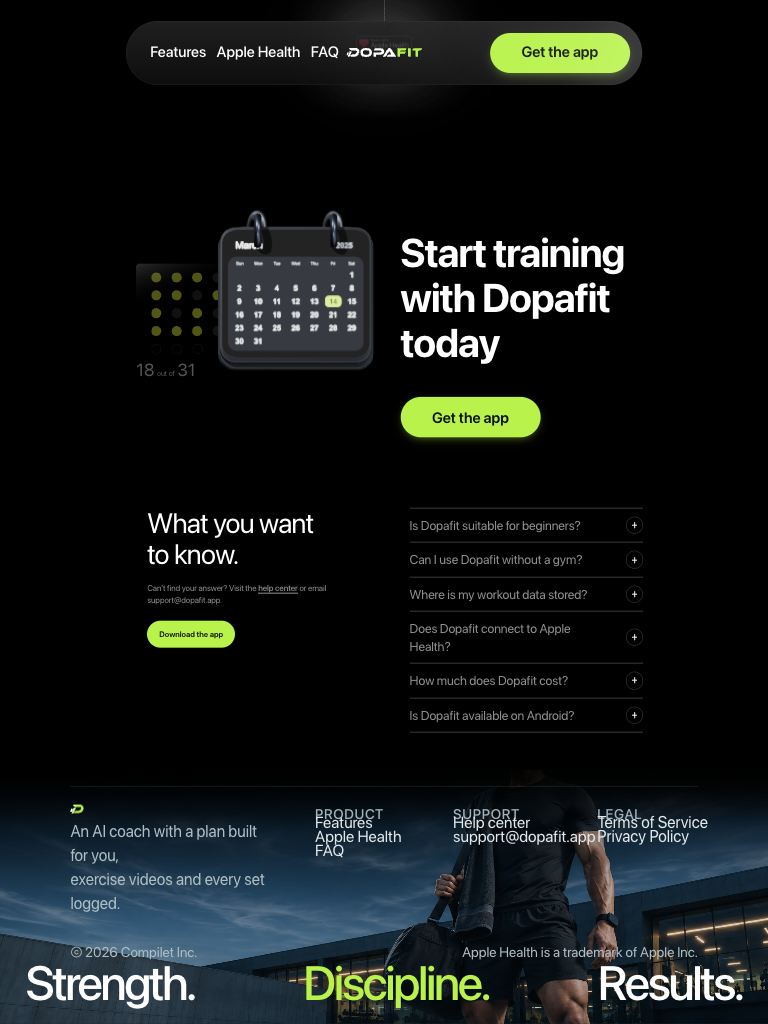 Features Apple Health FAQ DOPAFIT Get the app
March 2025
Sun Mon Tue Wed Thu Fri Sat
1
2 3 4 5 6 7 8
9 10 11 12 13 14 15
16 17 18 19 20 21 22
23 24 25 26 27 28 29
30 31
18 out of 31
Start training
with Dopafit
today
Get the app
What you want
to know.
Can't find your answer? Visit the help center or email
support@dopafit.app.
Download the app
Is Dopafit suitable for beginners?
Can I use Dopafit without a gym?
Where is my workout data stored?
Does Dopafit connect to Apple
Health?
How much does Dopafit cost?
Is Dopafit available on Android?
An AI coach with a plan built
for you,
exercise videos and every set
logged.
PRODUCT
Features
Apple Health
FAQ
SUPPORT
Help center
support@dopafit.app
LEGAL
Terms of Service
Privacy Policy
© 2026 Compilet Inc.
Apple Health is a trademark of Apple Inc.
Strength. Discipline. Results.